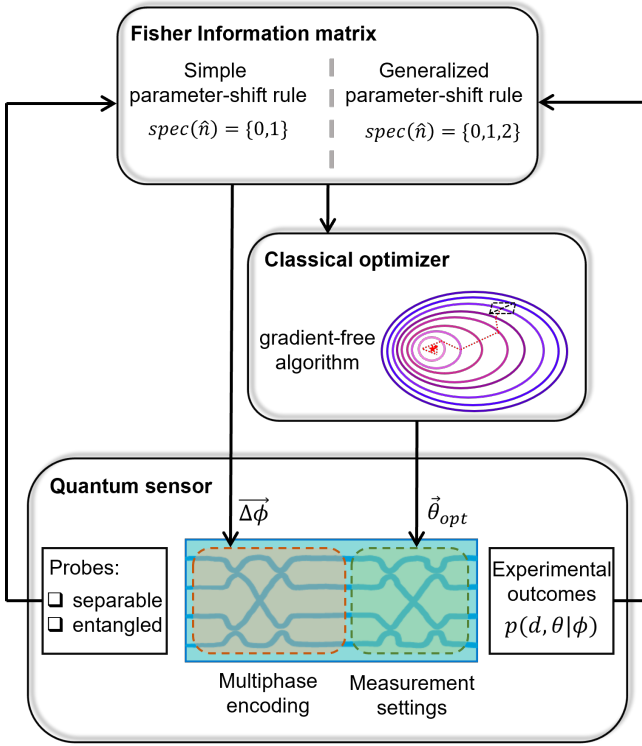 Fisher Information matrix
Simple
parameter-shift rule
spec(n̂) = {0,1}
Generalized
parameter-shift rule
spec(n̂) = {0,1,2}
Classical optimizer
gradient-free
algorithm
Quantum sensor
Δϕ⃗
θ⃗opt
Probes:
❑ separable
❑ entangled
Experimental
outcomes
p(d, θ|ϕ)
Multiphase
encoding
Measurement
settings